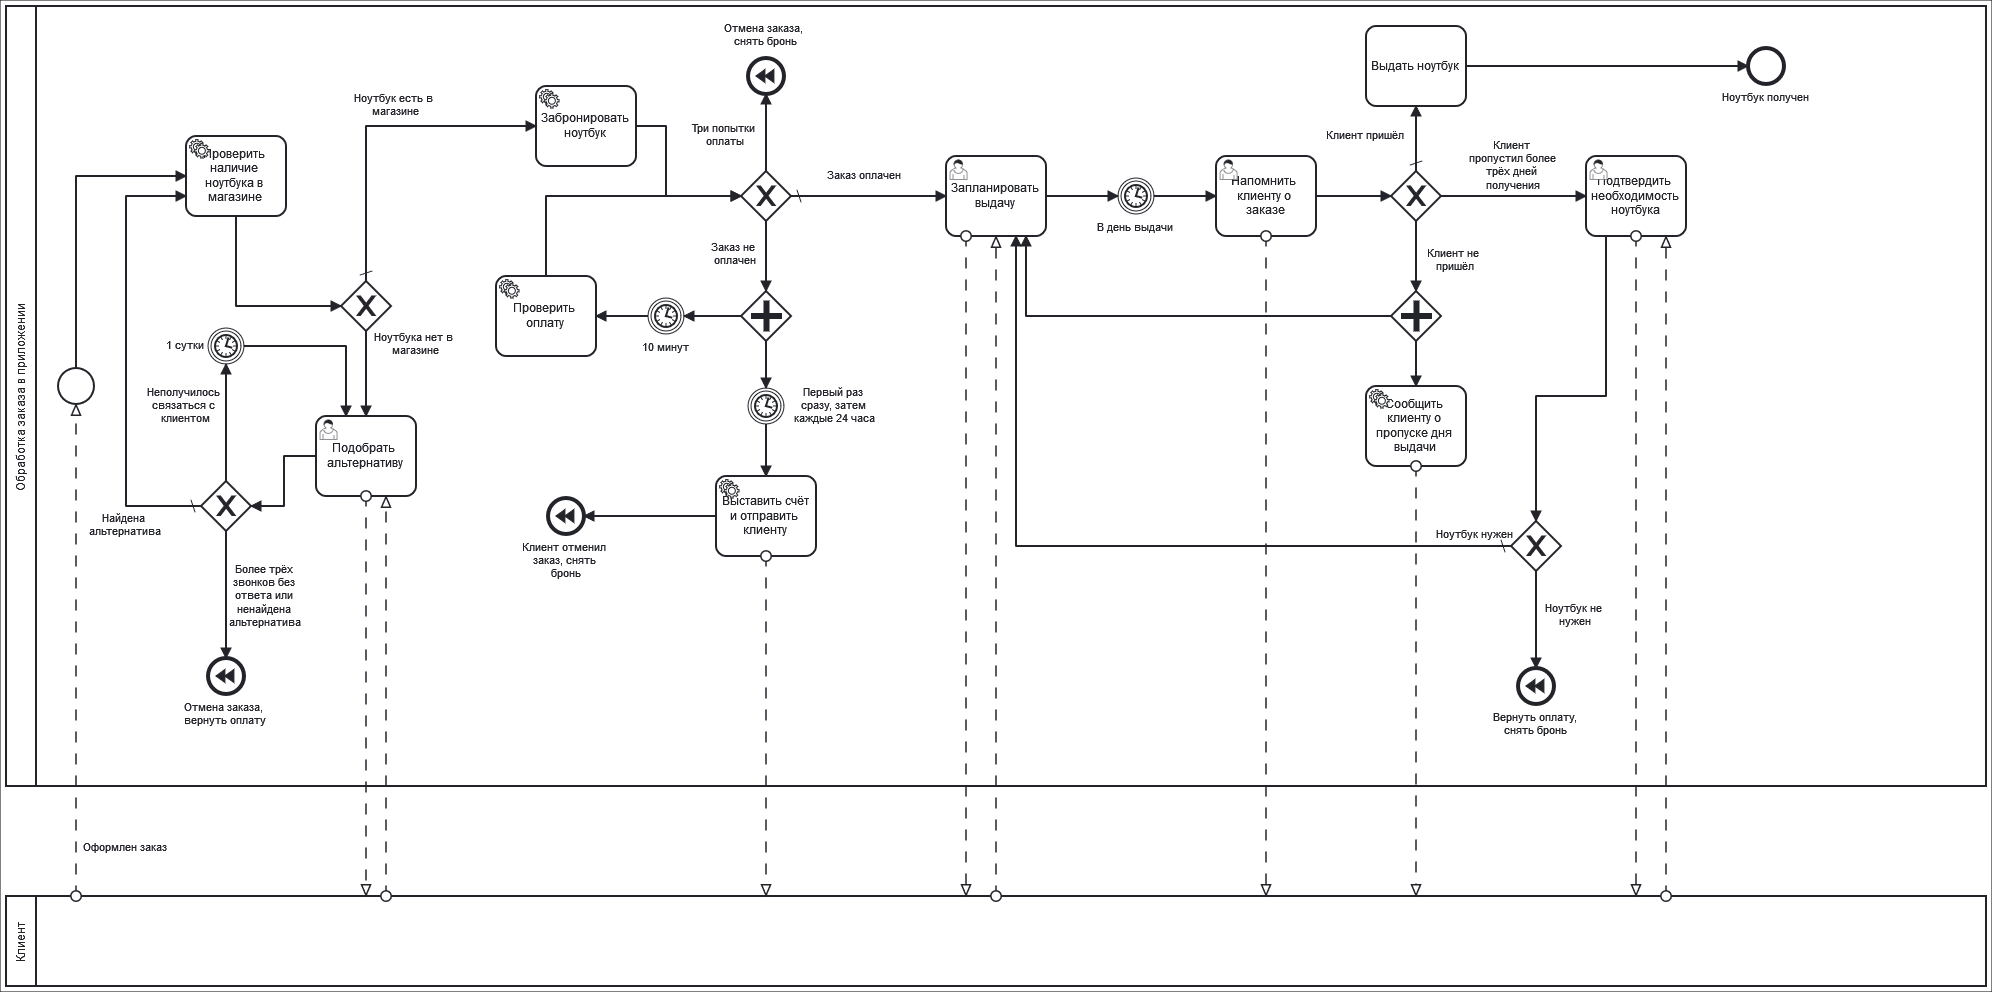 Обработка заказа в приложении
Проверить
наличие
ноутбука в
магазине
Ноутбук есть в
магазине
Забронировать
ноутбук
Отмена заказа,
снять бронь
Три попытки
оплаты
Заказ оплачен
Заказ не
оплачен
Проверить
оплату
10 минут
Первый раз
сразу, затем
каждые 24 часа
Выставить счёт
и отправить
клиенту
Клиент отменил
заказ, снять
бронь
Ноутбука нет в
магазине
1 сутки
Неполучилось
связаться с
клиентом
Подобрать
альтернативу
Найдена
альтернатива
Более трёх
звонков без
ответа или
ненайдена
альтернатива
Отмена заказа,
вернуть оплату
Запланировать
выдачу
В день выдачи
Напомнить
клиенту о
заказе
Клиент пришёл
Выдать ноутбук
Ноутбук получен
Клиент
пропустил более
трёх дней
получения
Подтвердить
необходимость
ноутбука
Клиент не
пришёл
Сообщить
клиенту о
пропуске дня
выдачи
Ноутбук нужен
Ноутбук не
нужен
Вернуть оплату,
снять бронь
Оформлен заказ
Клиент